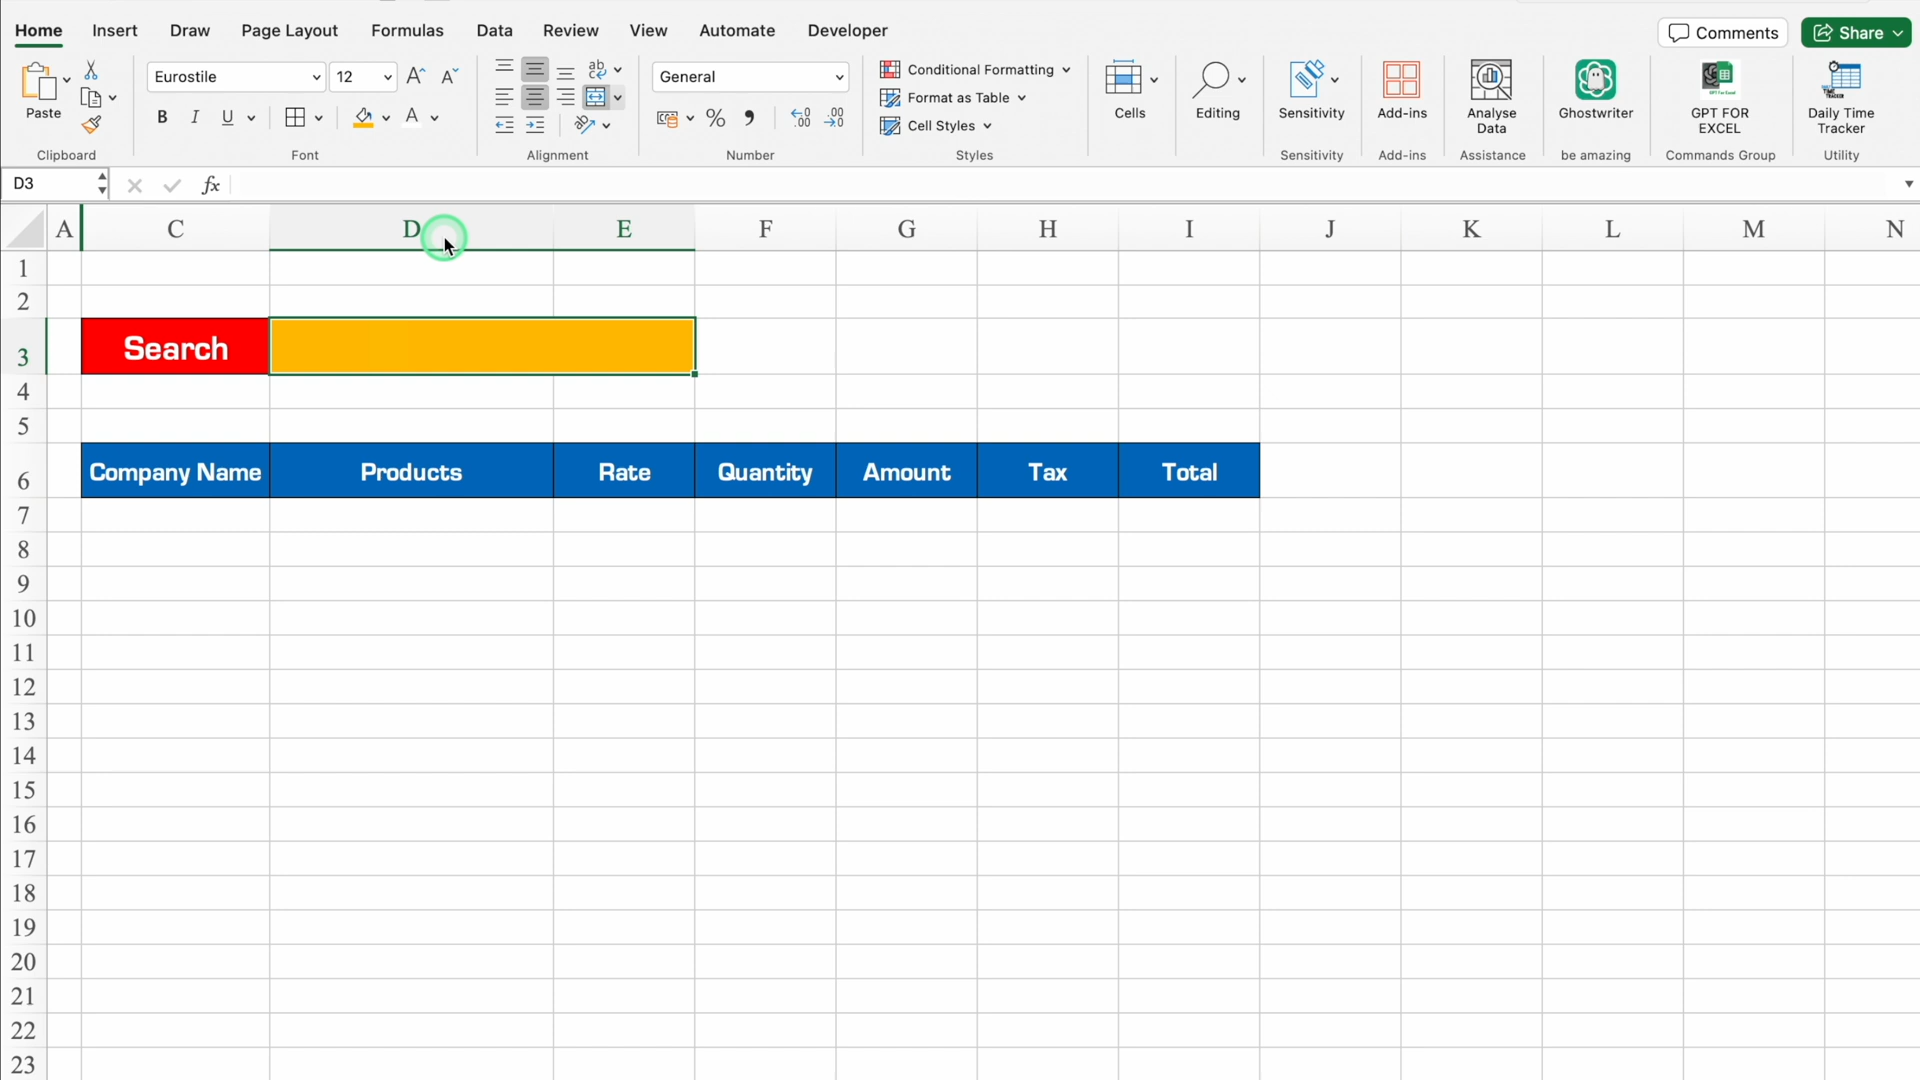 Home Insert Draw Page Layout Formulas Data Review View Automate Developer Comments Share
Eurostile 12 A A ab General Conditional Formatting
Format as Table
Paste B I U A % Cell Styles Cells Editing Sensitivity Add-ins Analyse Data Ghostwriter GPT FOR EXCEL Daily Time Tracker
Clipboard Font Alignment Number Styles Sensitivity Add-ins Assistance be amazing Commands Group Utility
D3 fx
A C D E F G H I J K L M N
1
2
3 Search
4
5
6 Company Name Products Rate Quantity Amount Tax Total
7
8
9
10
11
12
13
14
15
16
17
18
19
20
21
22
23